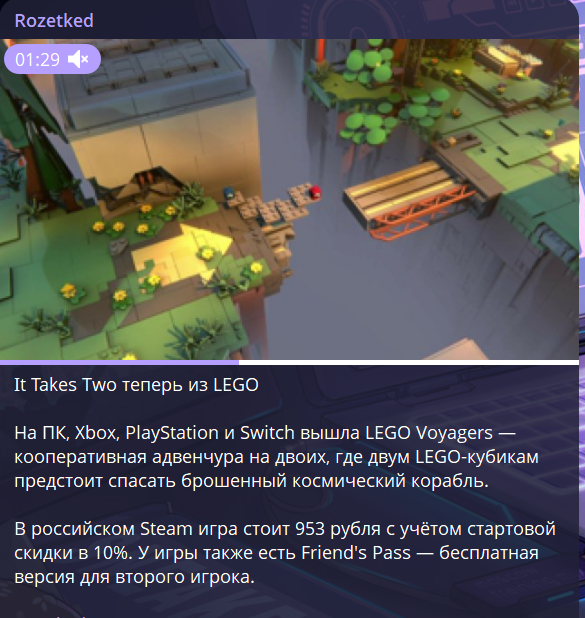 Rozetked
01:29
It Takes Two теперь из LEGO
На ПК, Xbox, PlayStation и Switch вышла LEGO Voyagers —
кооперативная адвенчура на двоих, где двум LEGO-кубикам
предстоит спасать брошенный космический корабль.
В российском Steam игра стоит 953 рубля с учётом стартовой
скидки в 10%. У игры также есть Friend's Pass — бесплатная
версия для второго игрока.